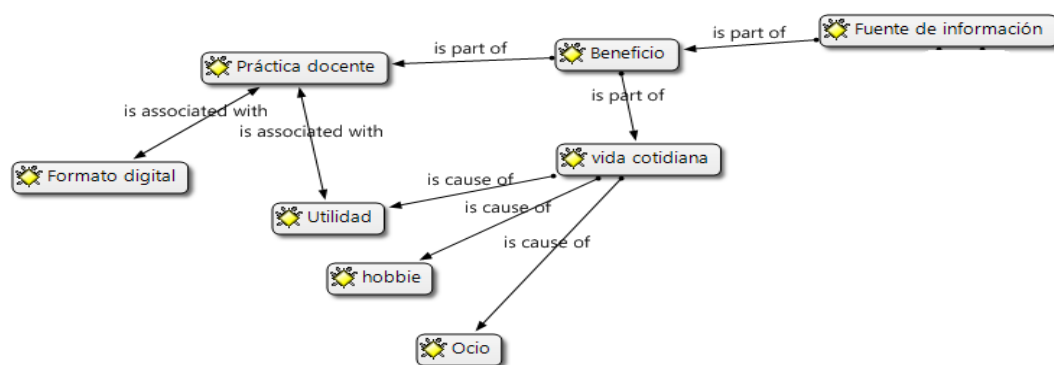 Fuente de información
is part of
is part of
Beneficio
Práctica docente
is part of
is associated with
is associated with
vida cotidiana
Formato digital
is cause of
is cause of
Utilidad
is cause of
hobbie
Ocio